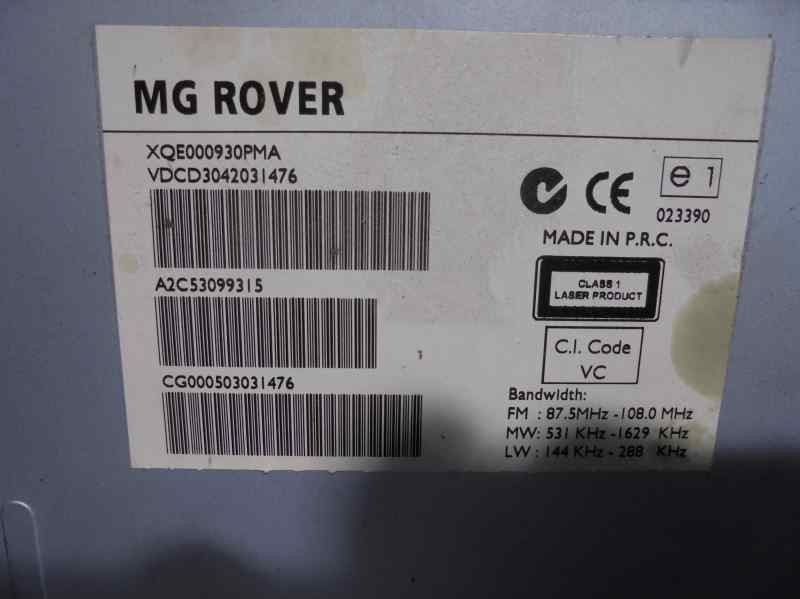 MG ROVER
XQE000930PMA
VDCD3042031476
A2C53099315
CG000503031476
CE
e 1
023390
MADE IN P.R.C.
CLASS 1
LASER PRODUCT
C.I. Code
VC
Bandwidth:
FM : 87.5MHz -108.0 MHz
MW: 531 KHz -1629 KHz
LW : 144 KHz - 288 KHz